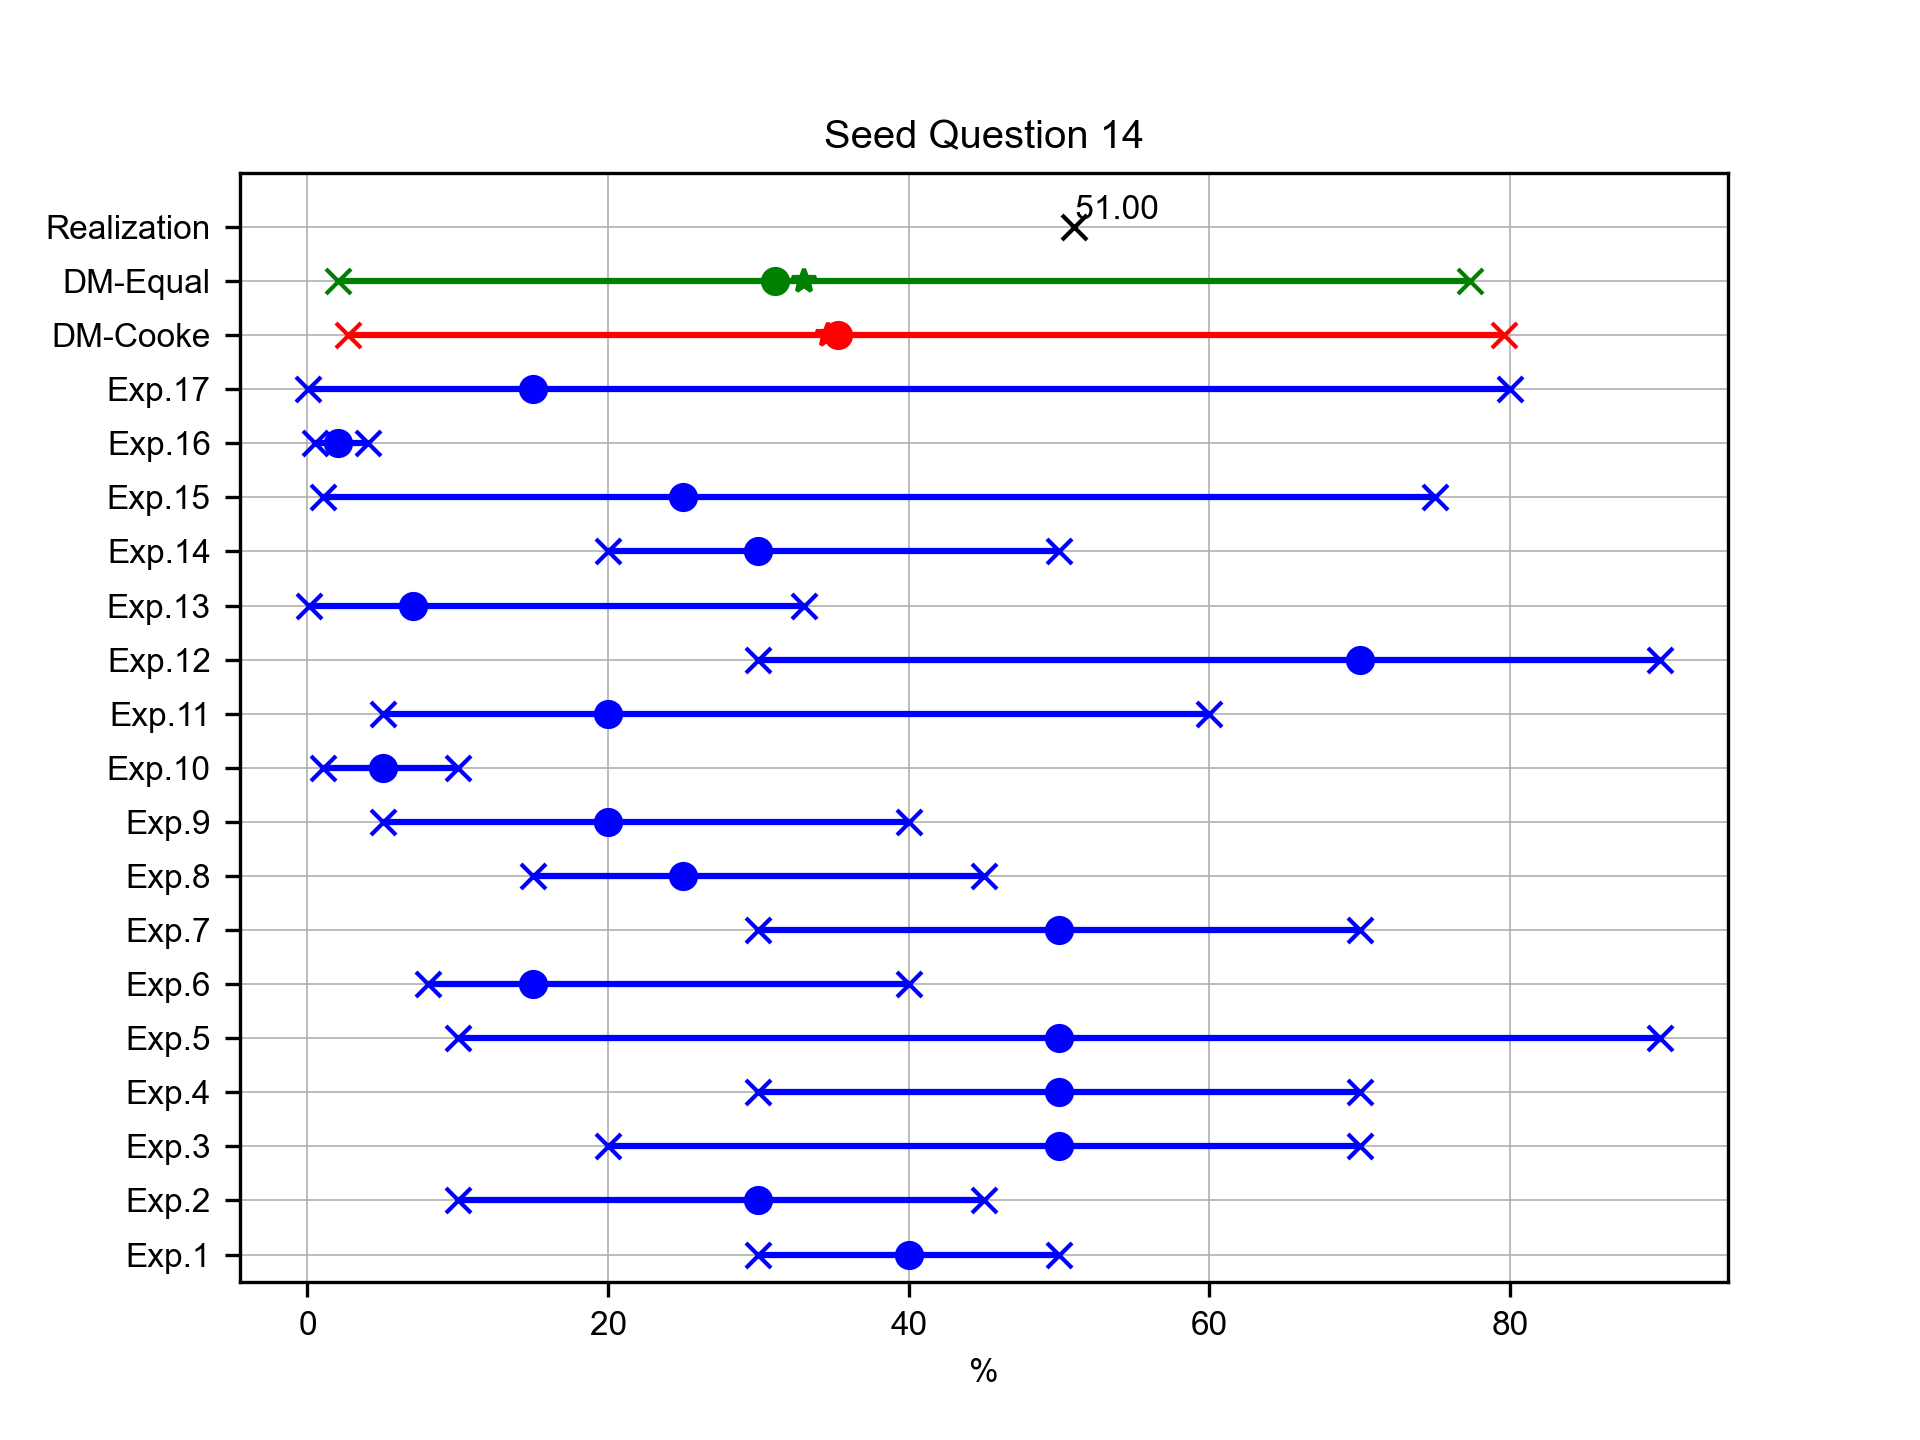 Seed Question 14
51.00
Realization
DM-Equal
DM-Cooke
Exp.17
Exp.16
Exp.15
Exp.14
Exp.13
Exp.12
Exp.11
Exp.10
Exp.9
Exp.8
Exp.7
Exp.6
Exp.5
Exp.4
Exp.3
Exp.2
Exp.1
0 20 40 60 80
%